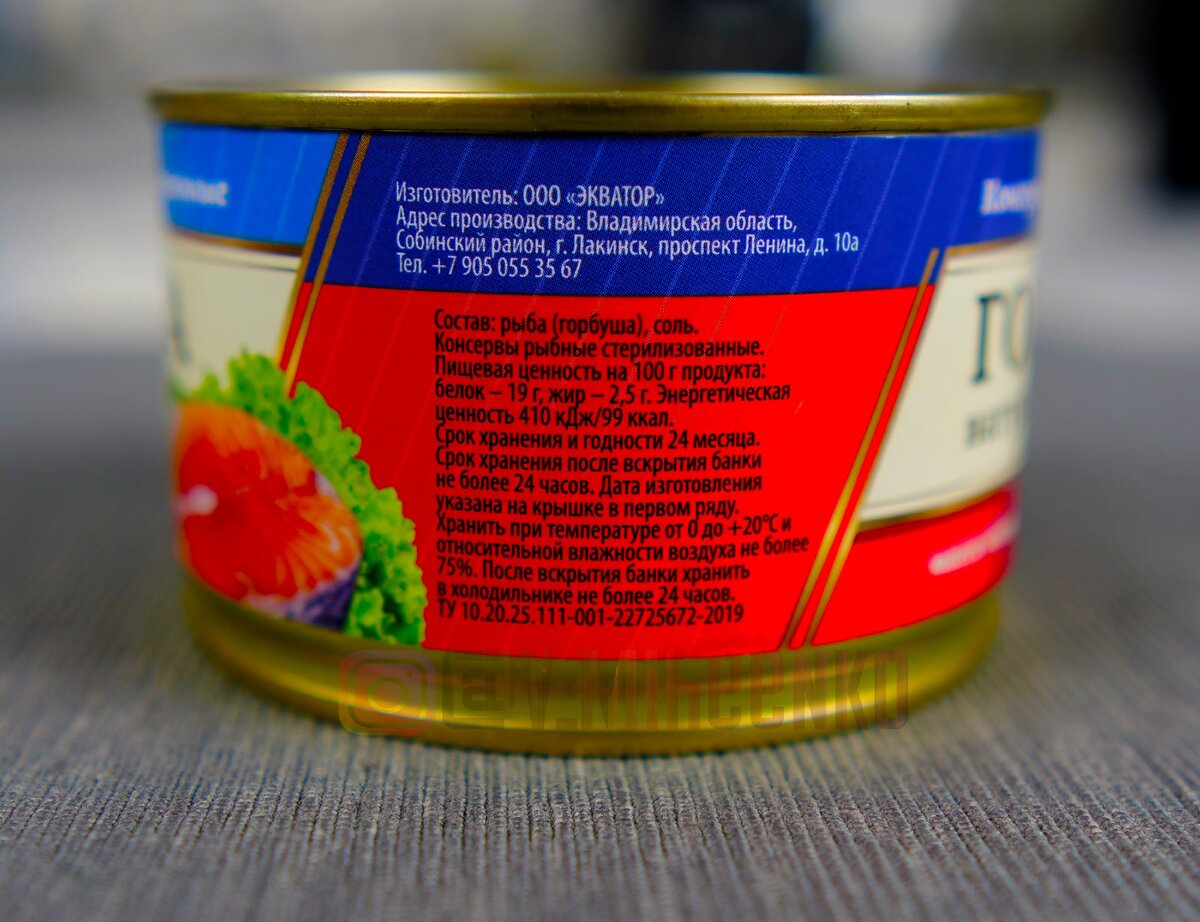 Изготовитель: ООО «ЭКВАТОР»
Адрес производства: Владимирская область,
Собинский район, г. Лакинск, проспект Ленина, д. 10а
Тел. +7 905 055 35 67
ГО
Состав: рыба (горбуша), соль.
Консервы рыбные стерилизованные.
Пищевая ценность на 100 г продукта:
белок – 19 г, жир – 2,5 г. Энергетическая
ценность 410 кДж/99 ккал.
Срок хранения и годности 24 месяца.
Срок хранения после вскрытия банки
не более 24 часов. Дата изготовления
указана на крышке в первом ряду.
Хранить при температуре от 0 до +20°С и
относительной влажности воздуха не более
75%. После вскрытия банки хранить
в холодильнике не более 24 часов.
ТУ 10.20.25.111-001-22725672-2019
@V.MIHEENKO